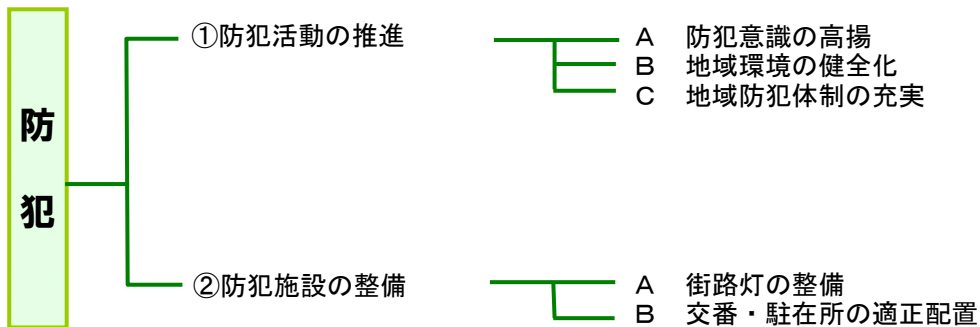 防犯
①防犯活動の推進
A 防犯意識の高揚
B 地域環境の健全化
C 地域防犯体制の充実
②防犯施設の整備
A 街路灯の整備
B 交番・駐在所の適正配置